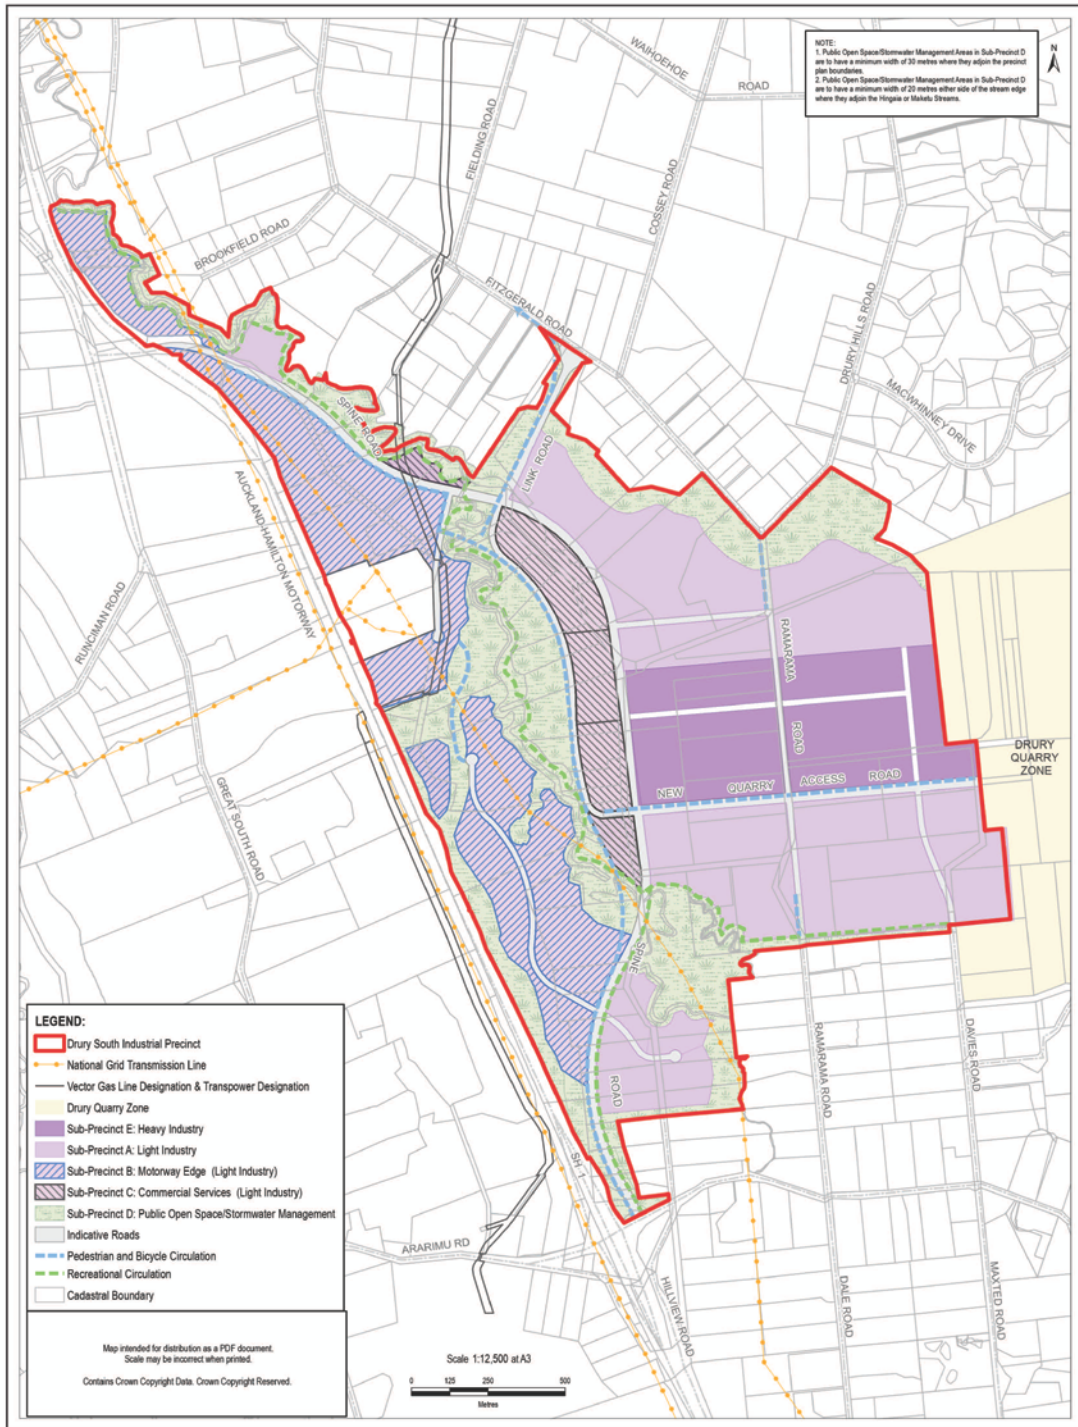 NOTE:
1. Public Open Space/Stormwater Management Areas in Sub-Precinct D
are to have a minimum width of 30 metres where they adjoin the precinct
plan boundaries.
2. Public Open Space/Stormwater Management Areas in Sub-Precinct D
are to have a minimum width of 20 metres either side of the stream edge
where they adjoin the Hingaia or Maketu Streams.
N
WAIHOEHOE
ROAD
FIELDING ROAD
COSSEY ROAD
BROOKFIELD ROAD
FITZGERALD ROAD
DRURY HILLS ROAD
MACWHINNEY DRIVE
SPINE ROAD
LINK ROAD
AUCKLAND-HAMILTON MOTORWAY
RUNCIMAN ROAD
RAMARAMA
ROAD
DRURY
QUARRY
ZONE
NEW QUARRY ACCESS ROAD
GREAT SOUTH ROAD
SPINE
ROAD
RAMARAMA ROAD
DAVIES ROAD
SH 1
ARARIMU RD
HILLVIEW ROAD
DALE ROAD
MAXTED ROAD
LEGEND:
Drury South Industrial Precinct
National Grid Transmission Line
Vector Gas Line Designation & Transpower Designation
Drury Quarry Zone
Sub-Precinct E: Heavy Industry
Sub-Precinct A: Light Industry
Sub-Precinct B: Motorway Edge (Light Industry)
Sub-Precinct C: Commercial Services (Light Industry)
Sub-Precinct D: Public Open Space/Stormwater Management
Indicative Roads
Pedestrian and Bicycle Circulation
Recreational Circulation
Cadastral Boundary
Map intended for distribution as a PDF document.
Scale may be incorrect when printed.
Contains Crown Copyright Data. Crown Copyright Reserved.
Scale 1:12,500 at A3
0 125 250 500
Metres